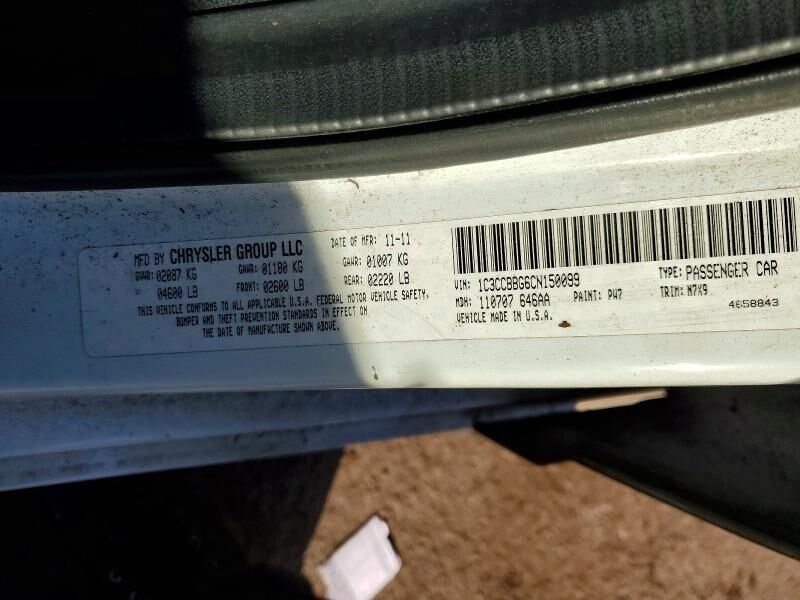 MFD BY CHRYSLER GROUP LLC DATE OF MFR: 11-11
GVWR: 02087 KG GAWR: 01180 KG GAWR: 01007 KG
04600 LB FRONT: 02600 LB REAR: 02220 LB
THIS VEHICLE CONFORMS TO ALL APPLICABLE U.S.A. FEDERAL MOTOR VEHICLE SAFETY,
BUMPER AND THEFT PREVENTION STANDARDS IN EFFECT ON
THE DATE OF MANUFACTURE SHOWN ABOVE.
VIN: 1C3CCBBG6CN150099 TYPE: PASSENGER CAR
MDH: 110707 646AA PAINT: PW7 TRIM: M7X9
VEHICLE MADE IN U.S.A. 4658843